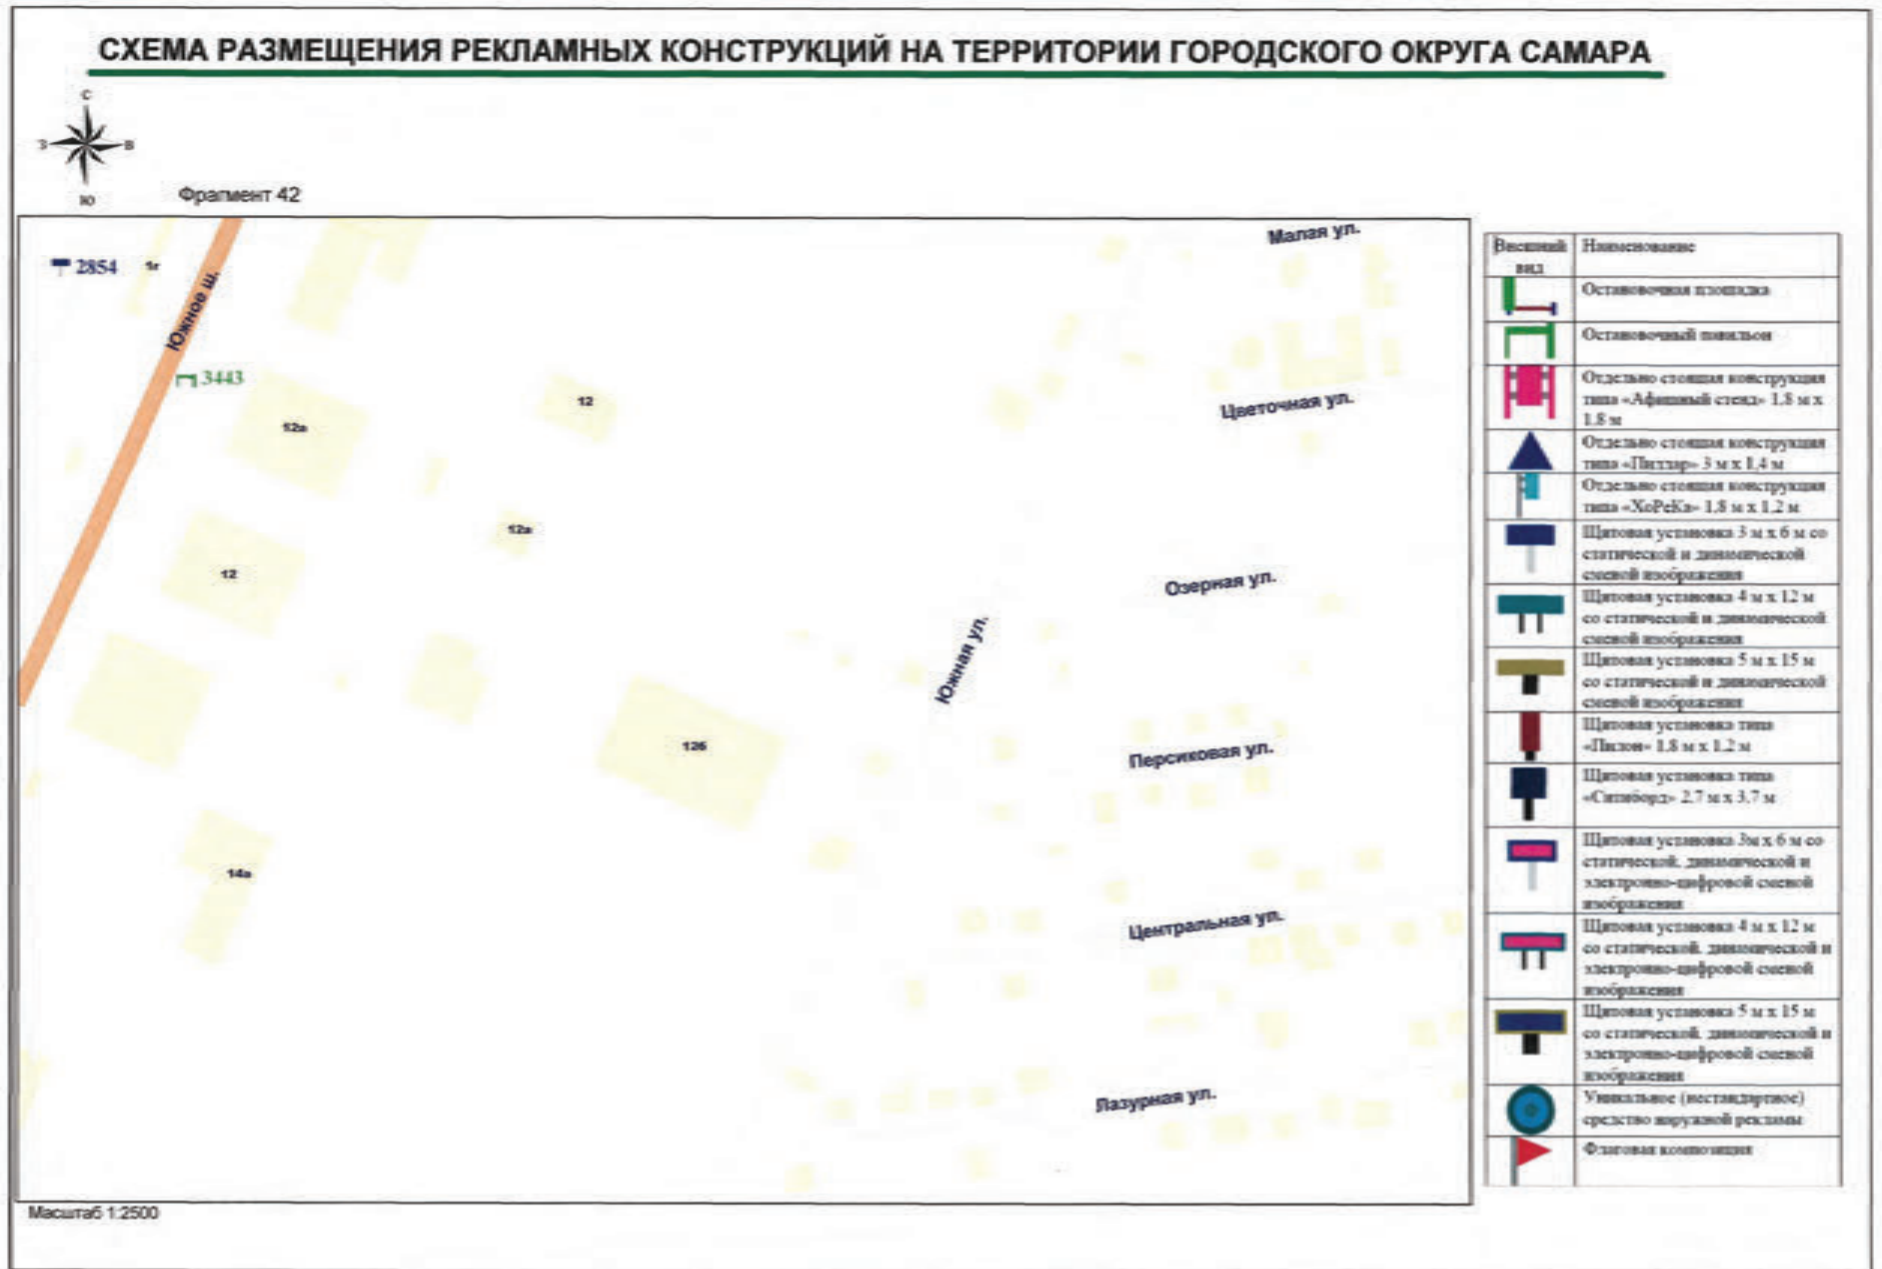 СХЕМА РАЗМЕЩЕНИЯ РЕКЛАМНЫХ КОНСТРУКЦИЙ НА ТЕРРИТОРИИ ГОРОДСКОГО ОКРУГА САМАРА
С
З
В
Ю
Фрагмент 42
Малая ул.
2854
1г
Южное ш.
3443
12
12а
Цветочная ул.
12а
12
Озерная ул.
Южная ул.
12б
Персиковая ул.
14а
Центральная ул.
Лазурная ул.
Масштаб 1:2500
Внешний
вид
Наименование
Остановочная площадка
Остановочный павильон
Отдельно стоящая конструкция
типа «Афишный стенд» 1,8 м х
1,8 м
Отдельно стоящая конструкция
типа «Пиллар» 3 м х 1,4 м
Отдельно стоящая конструкция
типа «ХоРеКа» 1,8 м х 1,2 м
Щитовая установка 3 м х 6 м со
статической и динамической
сменой изображения
Щитовая установка 4 м х 12 м
со статической и динамической
сменой изображения
Щитовая установка 5 м х 15 м
со статической и динамической
сменой изображения
Щитовая установка типа
«Пилон» 1,8 м х 1,2 м
Щитовая установка типа
«Ситиборд» 2,7 м х 3,7 м
Щитовая установка 3м х 6 м со
статической, динамической и
электронно-цифровой сменой
изображения
Щитовая установка 4 м х 12 м
со статической, динамической и
электронно-цифровой сменой
изображения
Щитовая установка 5 м х 15 м
со статической, динамической и
электронно-цифровой сменой
изображения
Уникальное (нестандартное)
средство наружной рекламы
Флаговая композиция